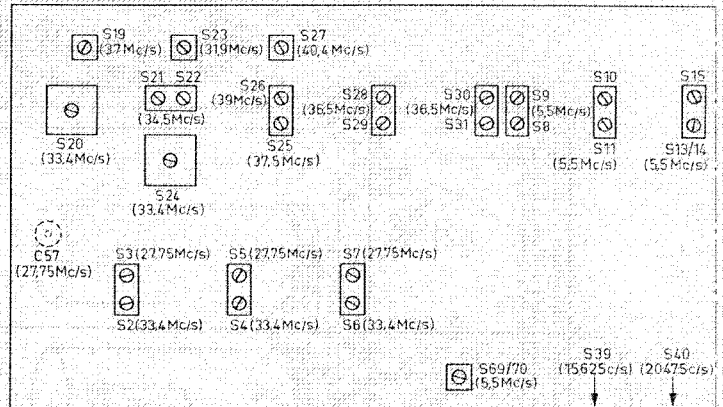 S19
(37Mc/s)
S23
(31,9Mc/s)
S27
(40,4Mc/s)
S21 S22
(34,5Mc/s)
S20
(33,4Mc/s)
S24
(33,4Mc/s)
S26
(39Mc/s)
S25
(37,5Mc/s)
S28
(36,5Mc/s)
S29
S30
(36,5Mc/s)
S31
S9
(5,5Mc/s)
S8
S10
S11
(5,5Mc/s)
S15
S13/14
(5,5Mc/s)
C57
(27,75Mc/s)
S3(27,75Mc/s)
S2(33,4Mc/s)
S5(27,75Mc/s)
S4(33,4Mc/s)
S7(27,75Mc/s)
S6(33,4Mc/s)
S69/70
(5,5Mc/s)
S39
(15625c/s)
S40
(20475c/s)